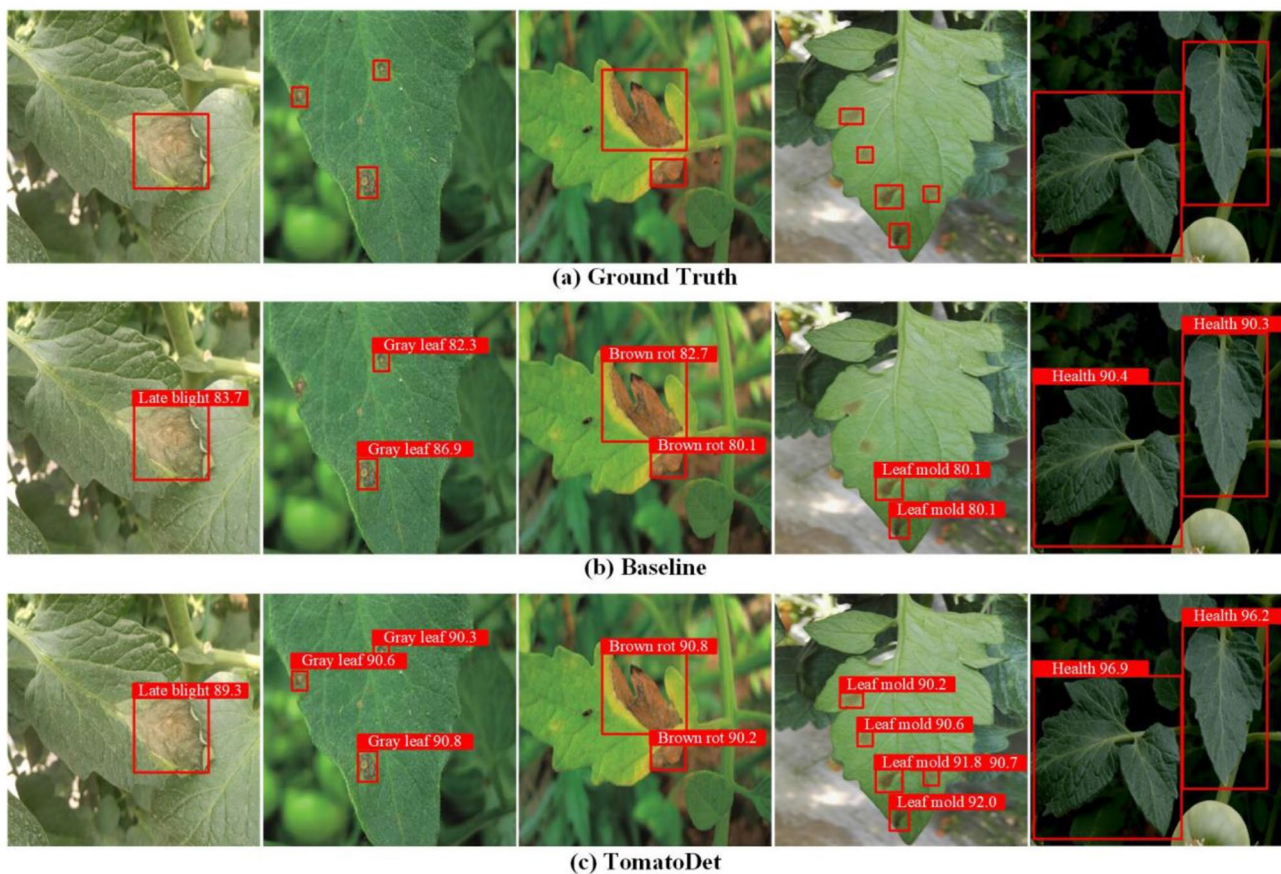 (a) Ground Truth
Late blight 83.7
Gray leaf 82.3
Gray leaf 86.9
Brown rot 82.7
Brown rot 80.1
Leaf mold 80.1
Leaf mold 80.1
Health 90.3
Health 90.4
(b) Baseline
Late blight 89.3
Gray leaf 90.3
Gray leaf 90.6
Gray leaf 90.8
Brown rot 90.8
Brown rot 90.2
Leaf mold 90.2
Leaf mold 90.6
Leaf mold 91.8 90.7
Leaf mold 92.0
Health 96.2
Health 96.9
(c) TomatoDet